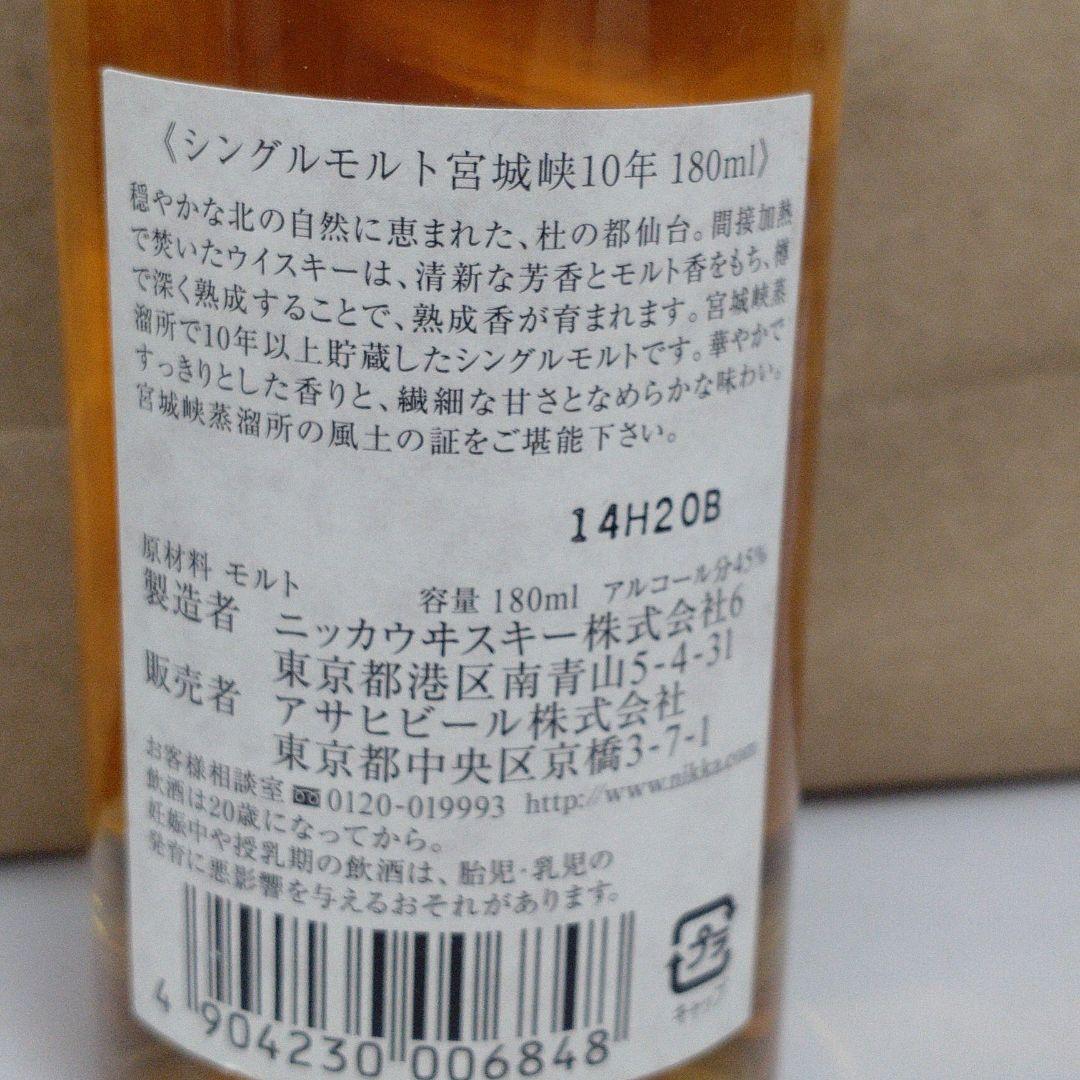 《シングルモルト宮城峡10年 180ml》
穏やかな北の自然に恵まれた、杜の都仙台。間接加熱
で焚いたウイスキーは、清新な芳香とモルト香をもち、樽
で深く熟成することで、熟成香が育まれます。宮城峡蒸
溜所で10年以上貯蔵したシングルモルトです。華やかで
すっきりとした香りと、繊細な甘さとなめらかな味わい。
宮城峡蒸溜所の風土の証をご堪能下さい。
14H20B
原材料 モルト 容量 180ml アルコール分45%
製造者 ニッカウヰスキー株式会社6
東京都港区南青山5-4-31
販売者 アサヒビール株式会社
東京都中央区京橋3-7-1
お客様相談室 0120-019993 http://www.nikka.com
飲酒は20歳になってから。
妊娠中や授乳期の飲酒は、胎児・乳児の
発育に悪影響を与えるおそれがあります。
プラ
キャップ
4 904230 006848